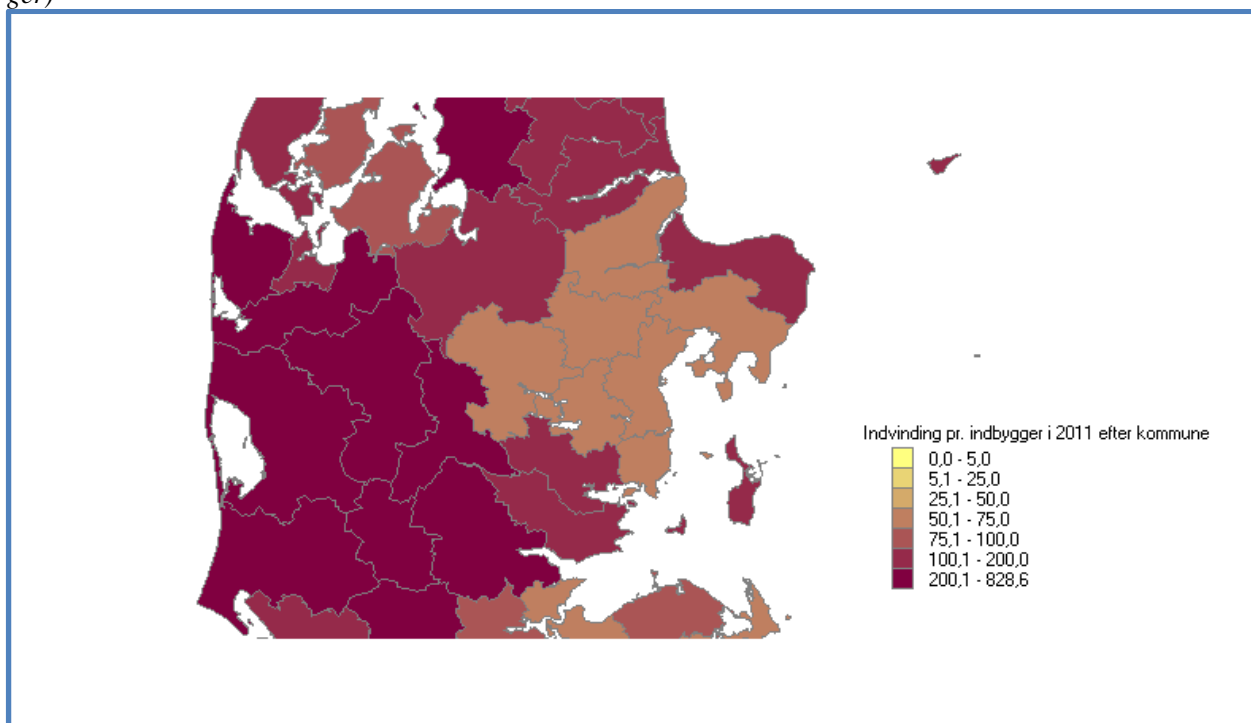 ger)
Indvinding pr. indbygger i 2011 efter kommune
0,0 - 5,0
5,1 - 25,0
25,1 - 50,0
50,1 - 75,0
75,1 - 100,0
100,1 - 200,0
200,1 - 828,6